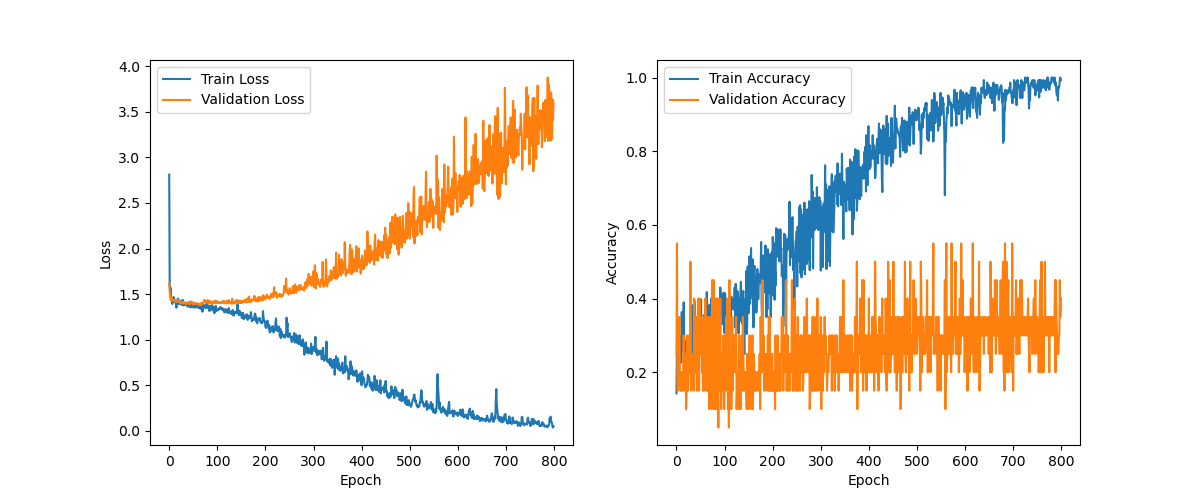 Train Loss
Validation Loss
Loss
4.0
3.5
3.0
2.5
2.0
1.5
1.0
0.5
0.0
0 100 200 300 400 500 600 700 800
Epoch
Train Accuracy
Validation Accuracy
Accuracy
1.0
0.8
0.6
0.4
0.2
0 100 200 300 400 500 600 700 800
Epoch